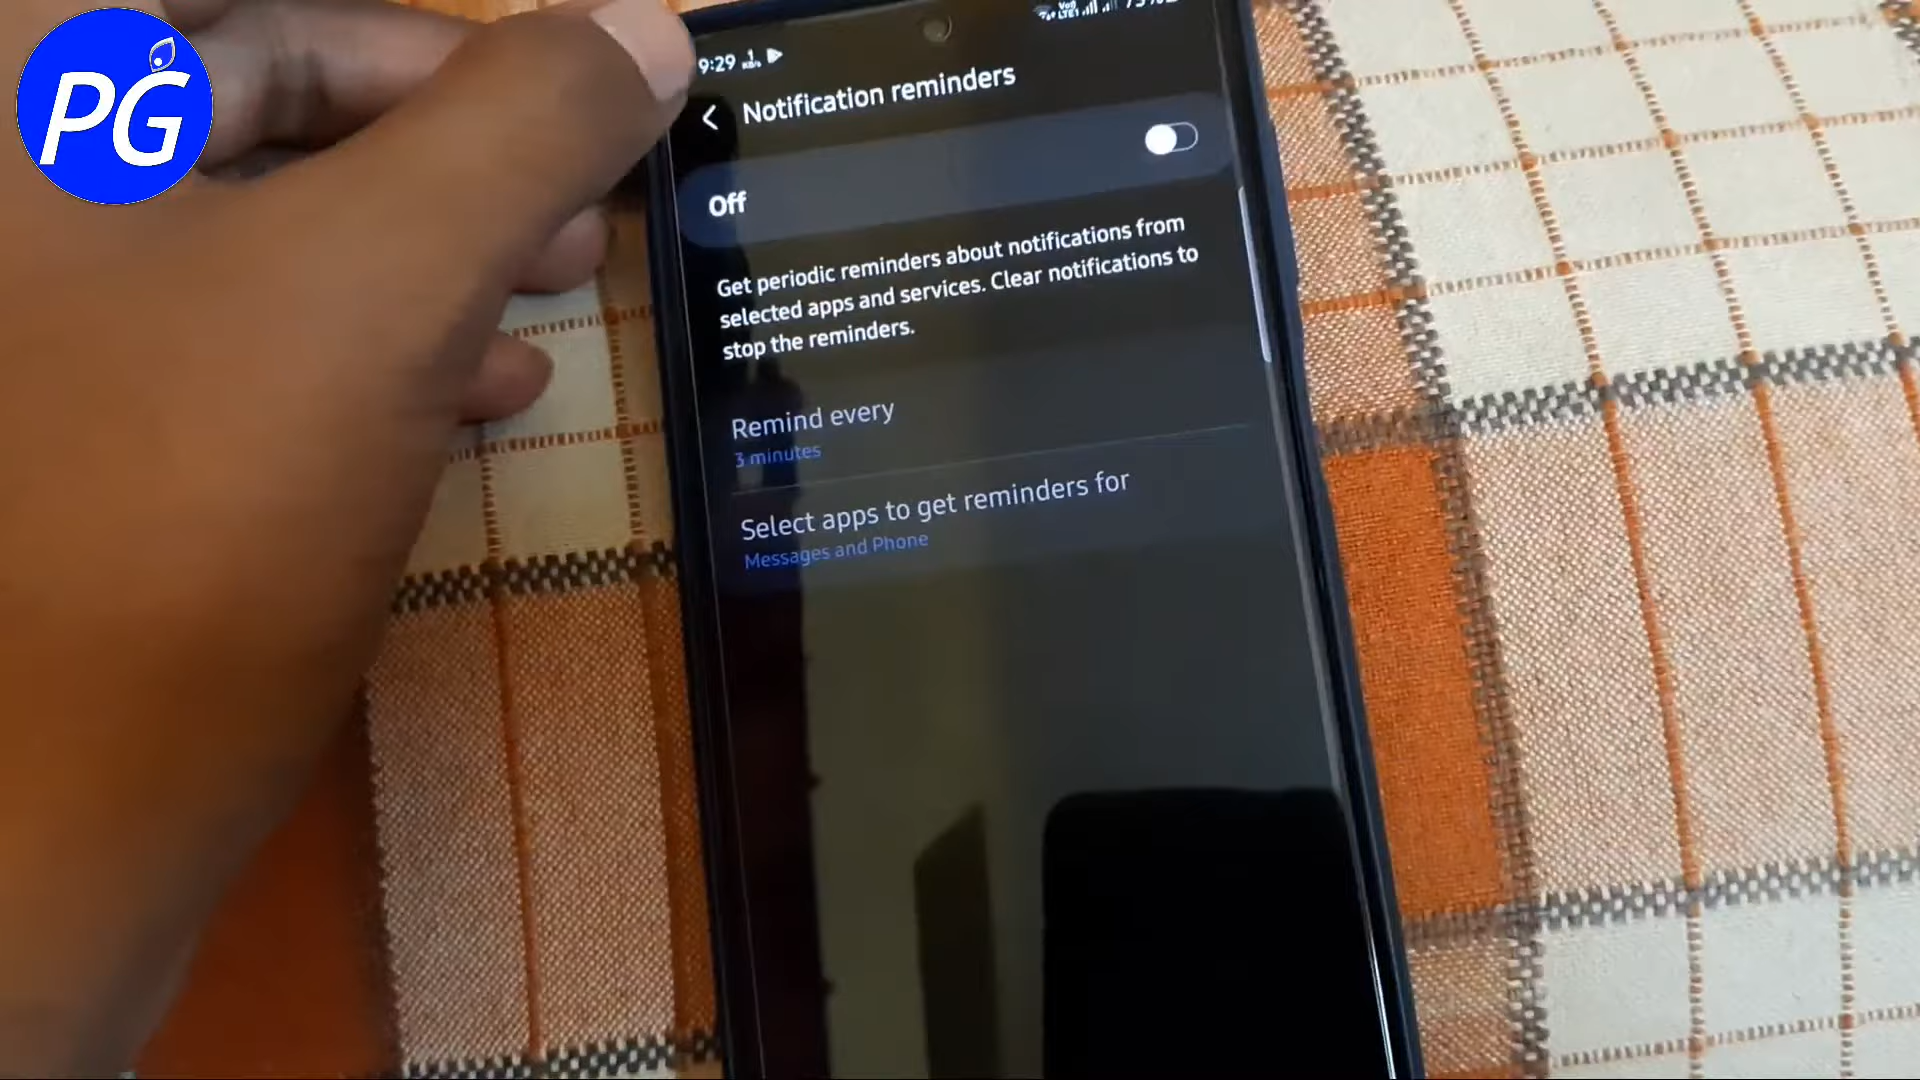 PG
9:29
Notification reminders
Off
Get periodic reminders about notifications from
selected apps and services. Clear notifications to
stop the reminders.
Remind every
3 minutes
Select apps to get reminders for
Messages and Phone